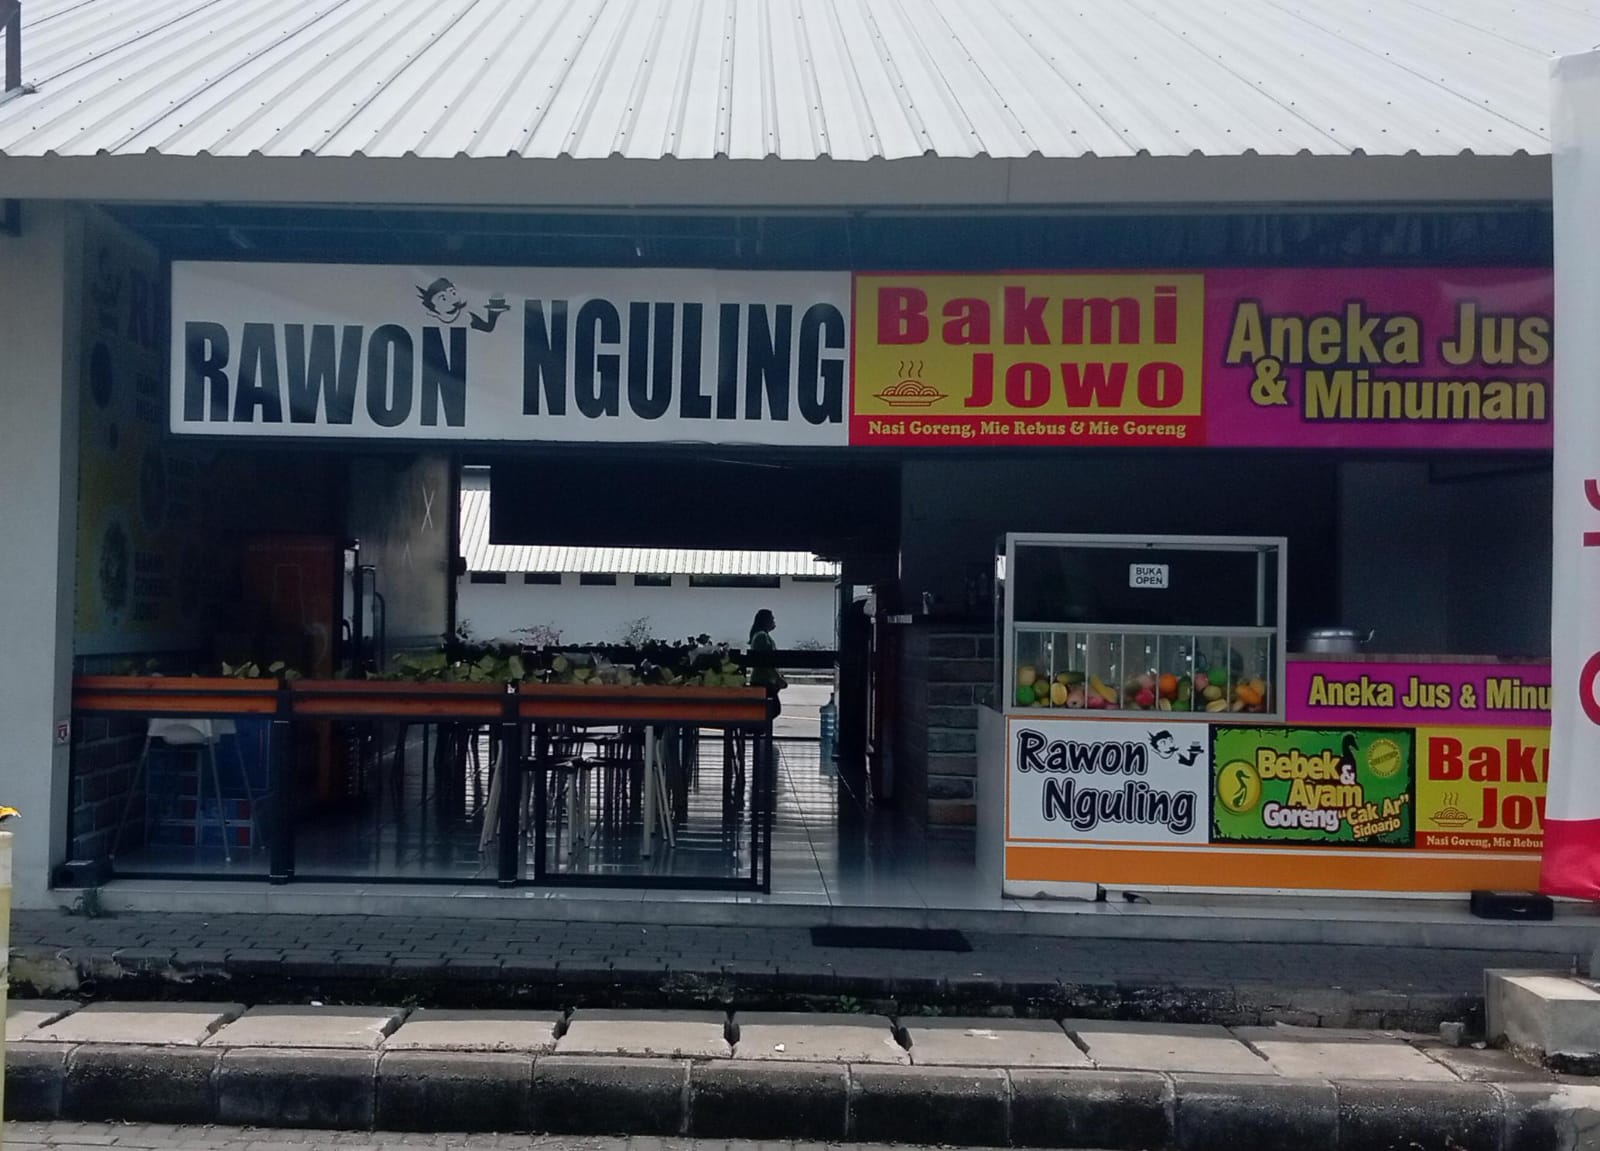 RAWON NGULING
Bakmi
Jowo
Nasi Goreng, Mie Rebus & Mie Goreng
Aneka Jus
& Minuman
BUKA
OPEN
Aneka Jus & Minu
Rawon
Nguling
Bebek &
Ayam
Goreng "Cak Ar"
Sidoarjo
Bak
Jo
Nasi Goreng, Mie Rebus